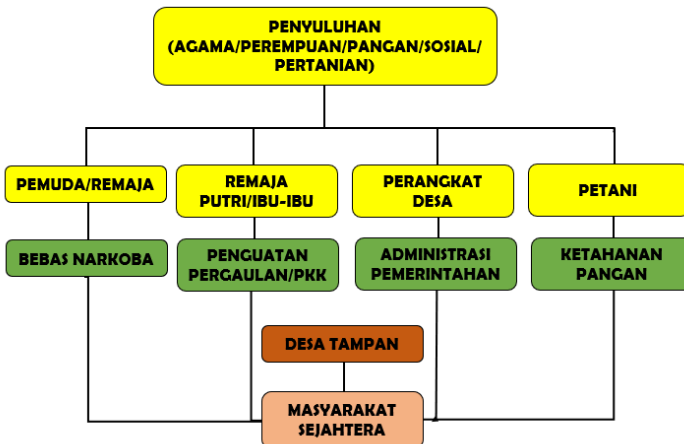 PENYULUHAN
(AGAMA/PEREMPUAN/PANGAN/SOSIAL/
PERTANIAN)
PEMUDA/REMAJA
REMAJA
PUTRI/IBU-IBU
PERANGKAT
DESA
PETANI
BEBAS NARKOBA
PENGUATAN
PERGAULAN/PKK
ADMINISTRASI
PEMERINTAHAN
KETAHANAN
PANGAN
DESA TAMPAN
MASYARAKAT
SEJAHTERA